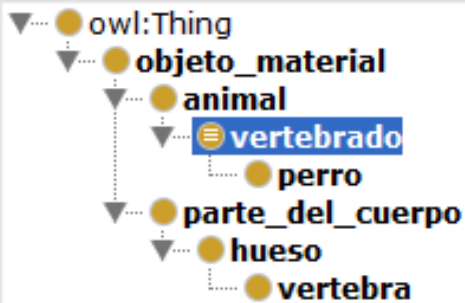 owl:Thing
objeto_material
animal
vertebrado
perro
parte_del_cuerpo
hueso
vertebra